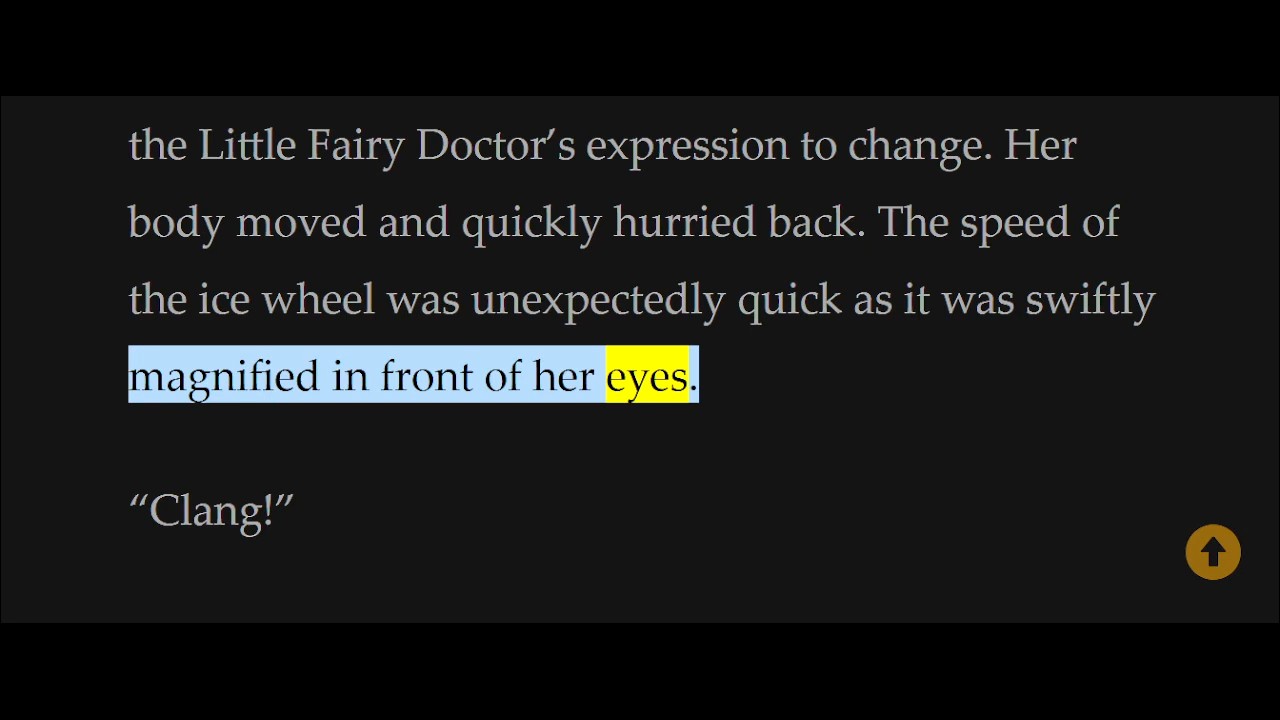 the Little Fairy Doctor’s expression to change. Her
body moved and quickly hurried back. The speed of
the ice wheel was unexpectedly quick as it was swiftly
magnified in front of her eyes.
“Clang!”